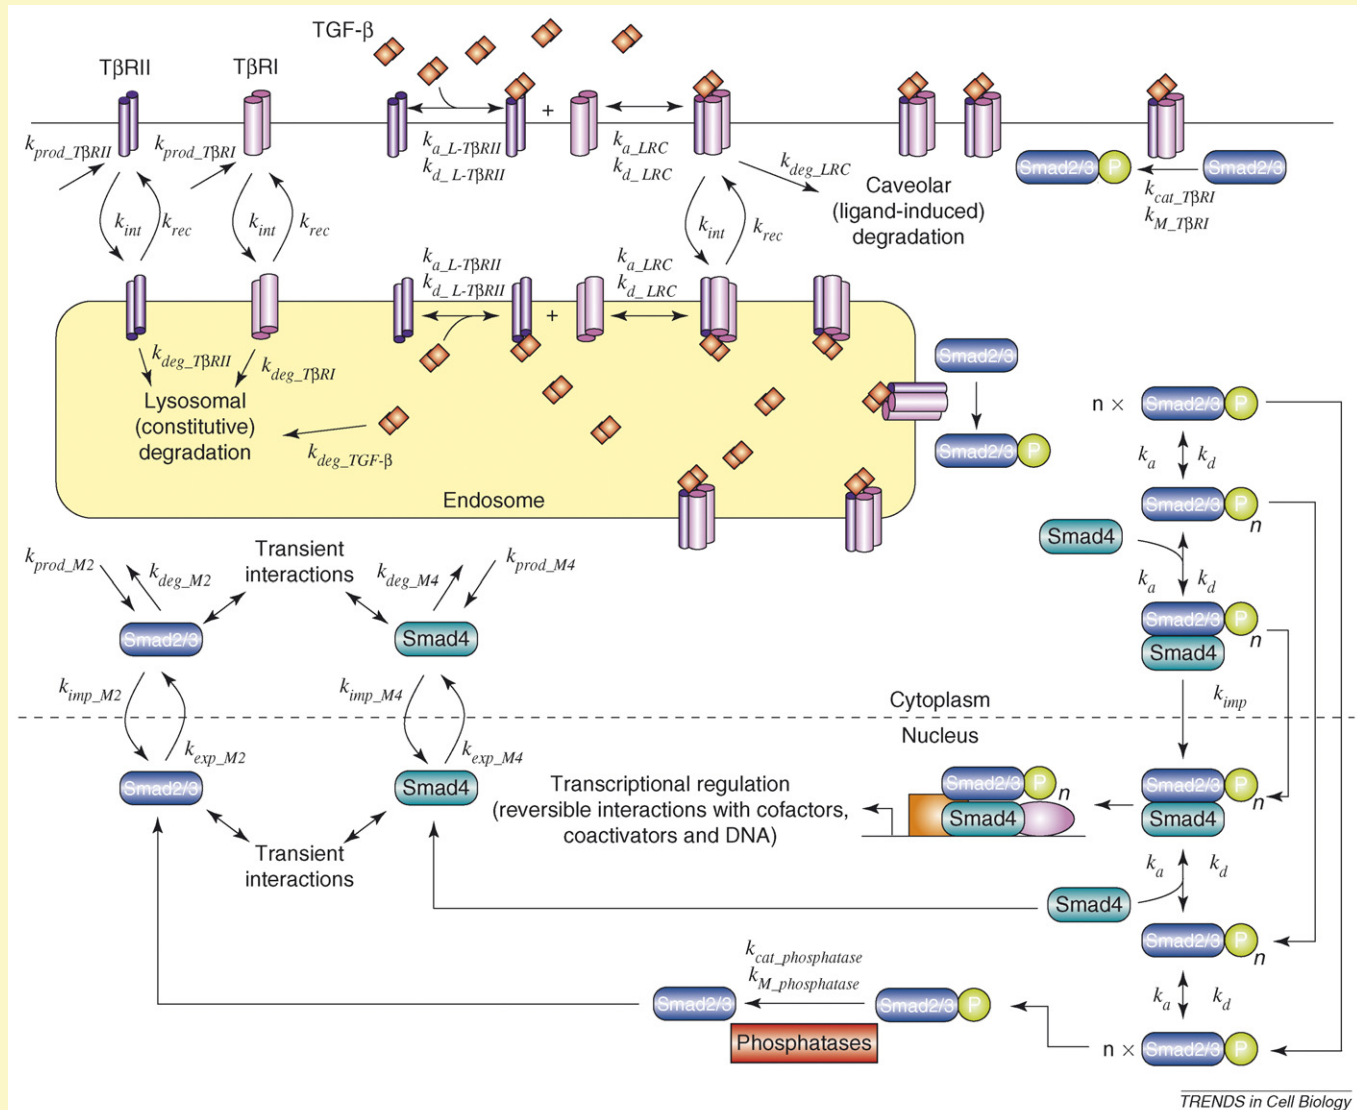 TGF-β
TβRII
TβRI
+
k_prod_TβRII
k_prod_TβRI
k_a_L-TβRII
k_d_L-TβRII
k_a_LRC
k_d_LRC
k_deg_LRC
Caveolar
(ligand-induced)
degradation
Smad2/3
P
Smad2/3
k_cat_TβRI
k_M_TβRI
k_int
k_rec
k_int
k_rec
k_int
k_rec
k_a_L-TβRII
k_d_L-TβRII
k_a_LRC
k_d_LRC
+
k_deg_TβRII
k_deg_TβRI
Lysosomal
(constitutive)
degradation
k_deg_TGF-β
Endosome
Smad2/3
Smad2/3
P
n ×
Smad2/3
P
k_a
k_d
Smad2/3
P
n
Smad4
k_a
k_d
Smad2/3
P
n
Smad4
k_imp
k_prod_M2
k_deg_M2
Transient
interactions
k_deg_M4
k_prod_M4
Smad2/3
Smad4
k_imp_M2
k_imp_M4
Cytoplasm
Nucleus
k_exp_M2
k_exp_M4
Smad2/3
Smad4
Transient
interactions
Transcriptional regulation
(reversible interactions with cofactors,
coactivators and DNA)
Smad2/3
P
n
Smad4
Smad2/3
P
n
Smad4
k_a
k_d
Smad4
Smad2/3
P
n
k_a
k_d
n ×
Smad2/3
P
k_cat_phosphatase
k_M_phosphatase
Smad2/3
Smad2/3
P
Phosphatases
TRENDS in Cell Biology